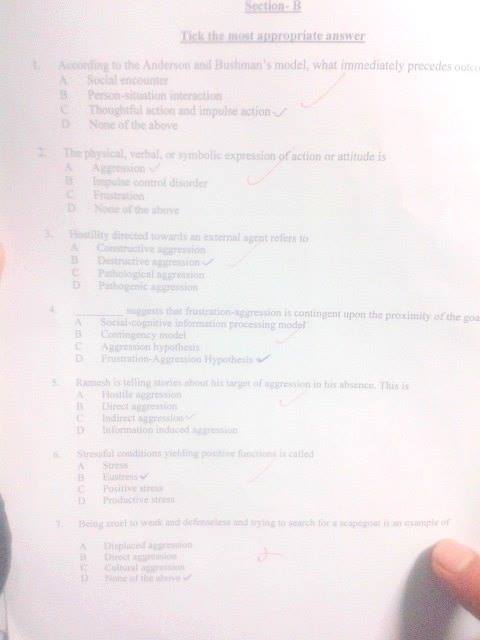 Section- B
Tick the most appropriate answer
1. According to the Anderson and Bushman's model, what immediately precedes outco
A Social encounter
B Person-situation interaction
C Thoughtful action and impulse action ✓
D None of the above
2. The physical, verbal, or symbolic expression of action or attitude is
A Aggression ✓
B Impulse control disorder
C Frustration
D None of the above
3. Hostility directed towards an external agent refers to
A Constructive aggression
B Destructive aggression ✓
C Pathological aggression
D Pathogenic aggression
4. ________ suggests that frustration-aggression is contingent upon the proximity of the goa
A Social-cognitive information processing model
B Contingency model
C Aggression hypothesis
D Frustration-Aggression Hypothesis ✓
5. Ramesh is telling stories about his target of aggression in his absence. This is
A Hostile aggression
B Direct aggression
C Indirect aggression ✓
D Information induced aggression
6. Stressful conditions yielding positive functions is called
A Stress
B Eustress ✓
C Positive stress
D Productive stress
7. Being cruel to weak and defenseless and trying to search for a scapegoat is an example of
A Displaced aggression
B Direct aggression
C Cultural aggression
D None of the above ✓